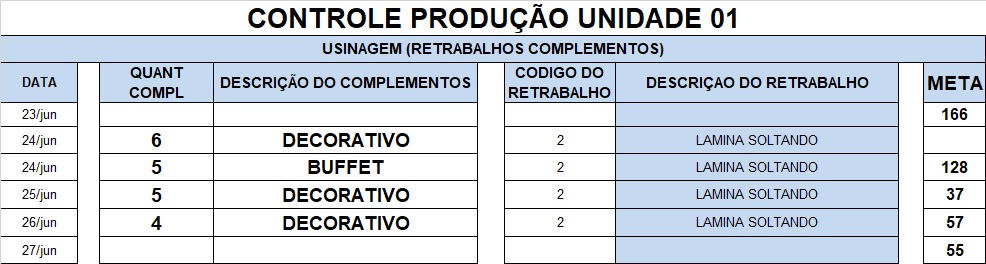 CONTROLE PRODUÇÃO UNIDADE 01
USINAGEM (RETRABALHOS COMPLEMENTOS)
DATA QUANT COMPL DESCRIÇÃO DO COMPLEMENTOS CODIGO DO RETRABALHO DESCRIÇAO DO RETRABALHO META
23/jun 166
24/jun 6 DECORATIVO 2 LAMINA SOLTANDO
24/jun 5 BUFFET 2 LAMINA SOLTANDO 128
25/jun 5 DECORATIVO 2 LAMINA SOLTANDO 37
26/jun 4 DECORATIVO 2 LAMINA SOLTANDO 57
27/jun 55